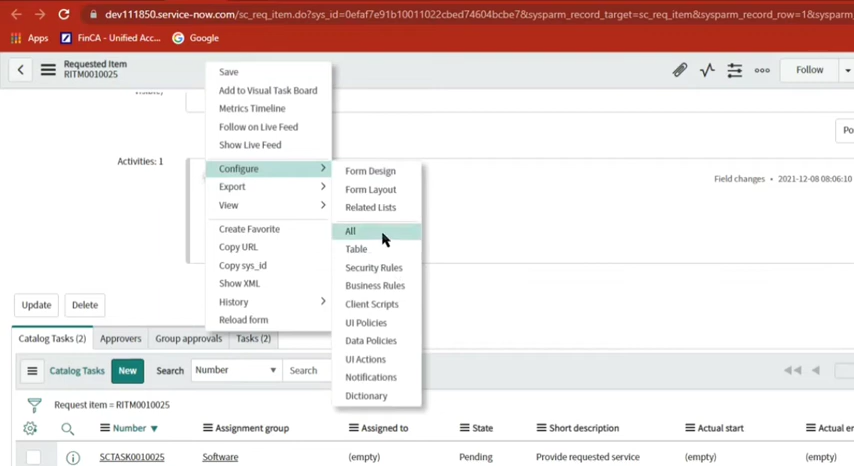 dev111850.service-now.com/sc_req_item.do?sys_id=0efaf7e91b10011022cbed74604bcbe7&sysparm_record_target=sc_req_item&sysparm_record_row=1&sysparm_
Apps FinCA - Unified Acc... Google
Requested Item
RITM0010025
Follow
Save
Add to Visual Task Board
Metrics Timeline
Follow on Live Feed
Show Live Feed
Configure
Export
View
Create Favorite
Copy URL
Copy sys_id
Show XML
History
Reload form
Form Design
Form Layout
Related Lists
All
Table
Security Rules
Business Rules
Client Scripts
UI Policies
Data Policies
UI Actions
Notifications
Dictionary
Po
Activities: 1
Field changes • 2021-12-08 08:06:10
Update Delete
Catalog Tasks (2) Approvers Group approvals Tasks (2)
Catalog Tasks New Search Number Search
Request item = RITM0010025
Number Assignment group Assigned to State Short description Actual start Actual en
SCTASK0010025 Software (empty) Pending Provide requested service (empty) (empty)